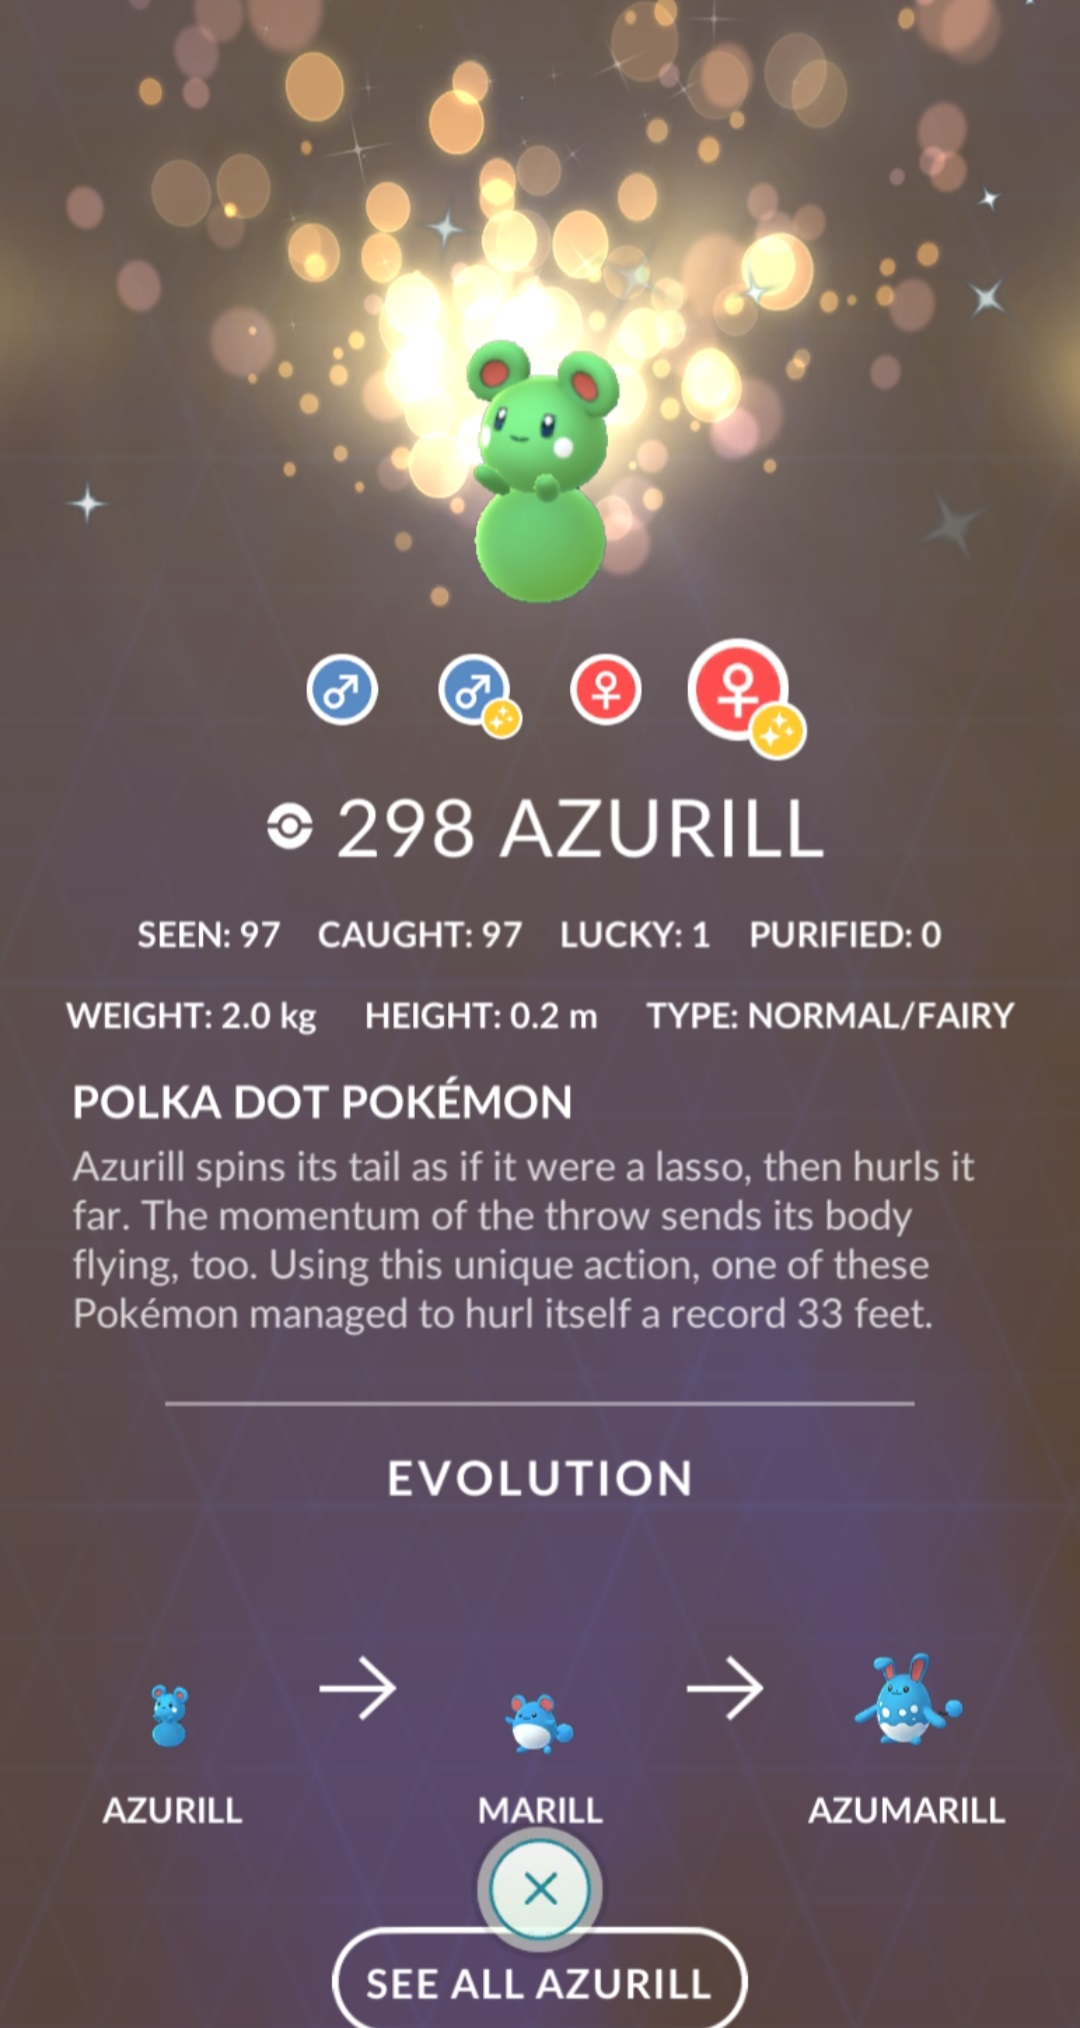 298 AZURILL
SEEN: 97 CAUGHT: 97 LUCKY: 1 PURIFIED: 0
WEIGHT: 2.0 kg HEIGHT: 0.2 m TYPE: NORMAL/FAIRY
POLKA DOT POKÉMON
Azurill spins its tail as if it were a lasso, then hurls it
far. The momentum of the throw sends its body
flying, too. Using this unique action, one of these
Pokémon managed to hurl itself a record 33 feet.
EVOLUTION
AZURILL MARILL AZUMARILL
SEE ALL AZURILL